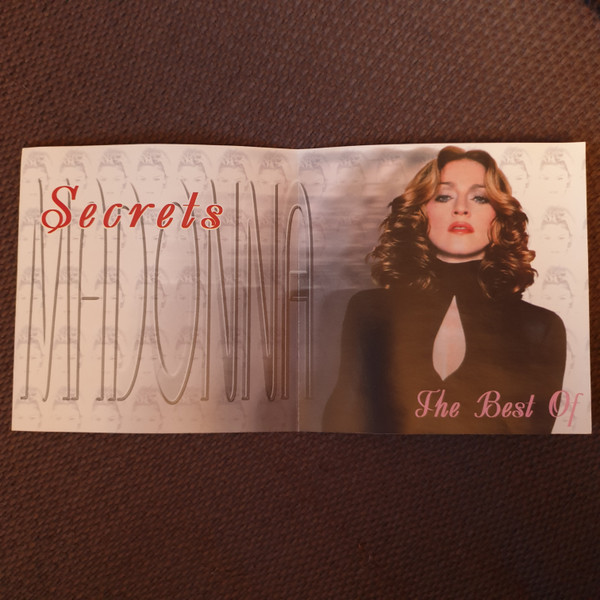 Secrets
MADONNA
The Best Of